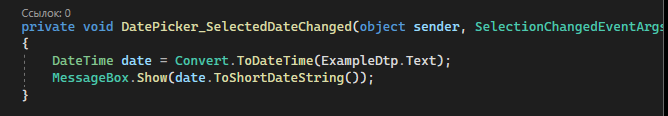 Ссылок: 0
private void DatePicker_SelectedDateChanged(object sender, SelectionChangedEventArgs
{
DateTime date = Convert.ToDateTime(ExampleDtp.Text);
MessageBox.Show(date.ToShortDateString());
}